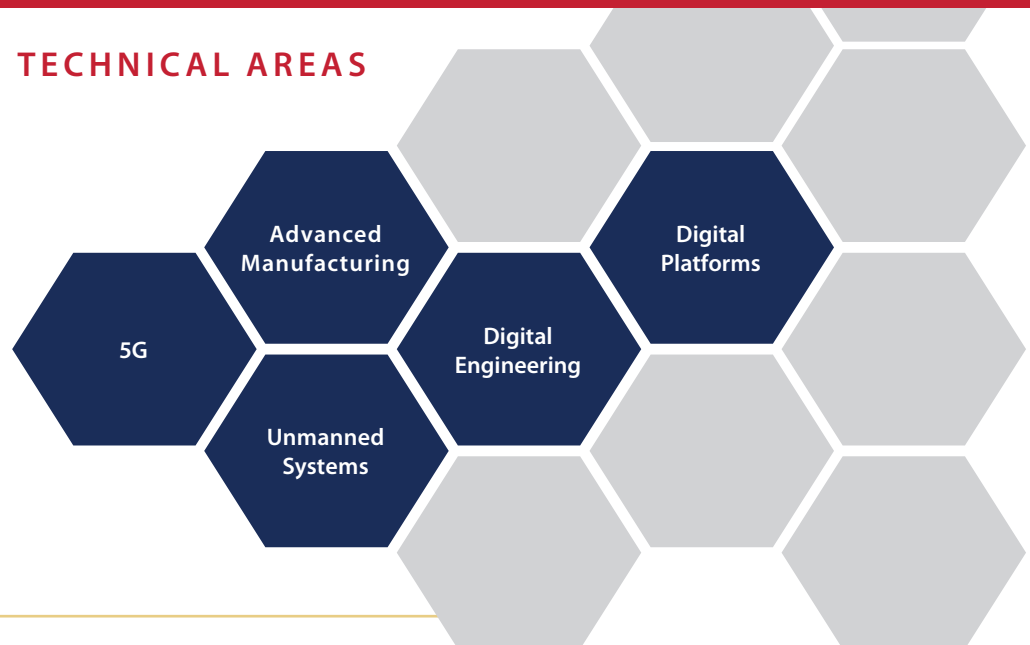 TECHNICAL AREAS
Advanced
Manufacturing
Digital
Platforms
5G
Digital
Engineering
Unmanned
Systems